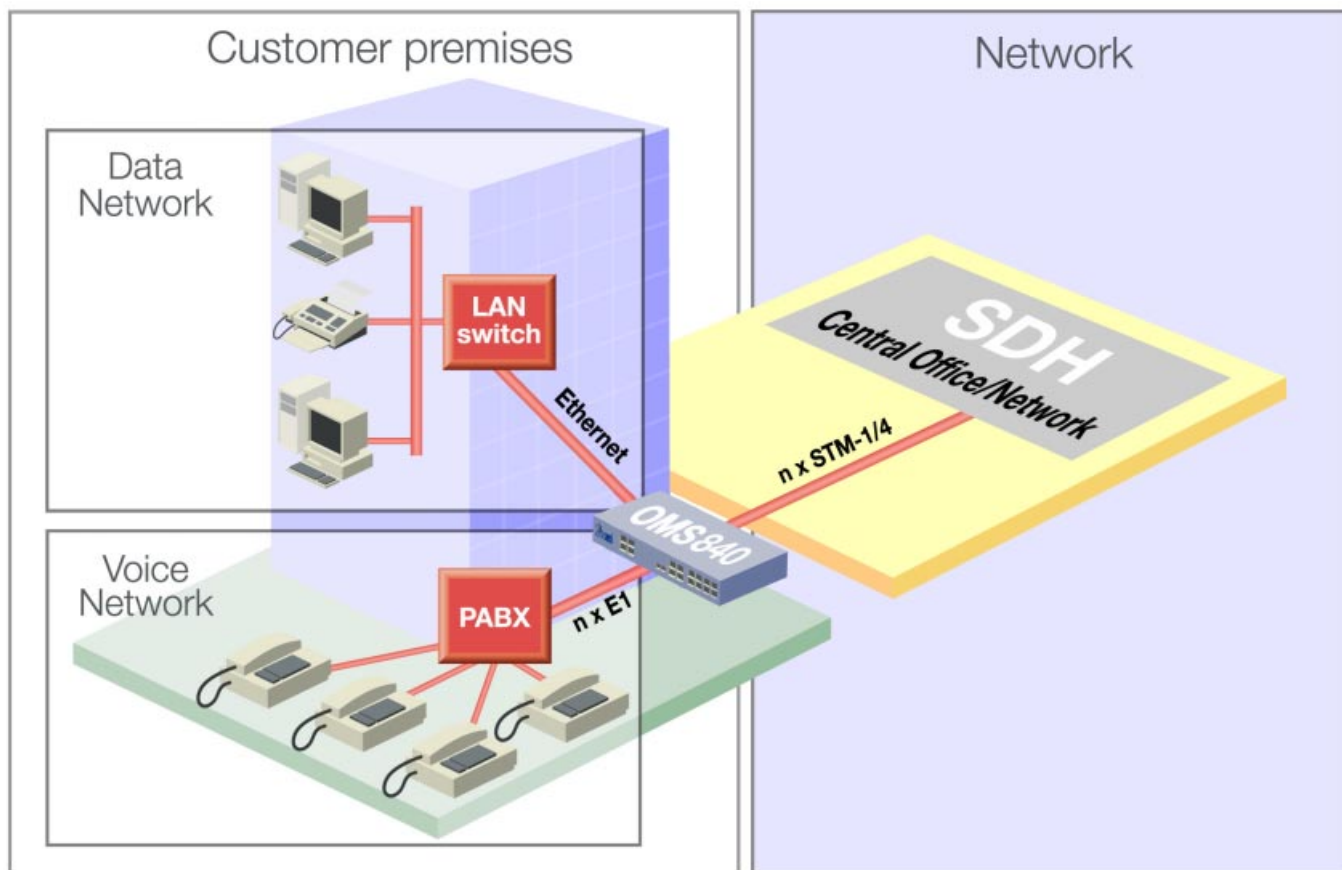 Customer premises
Network
Data
Network
LAN
switch
Ethernet
SDH
Central Office/Network
n x STM-1/4
OMS840
Voice
Network
PABX
n x E1